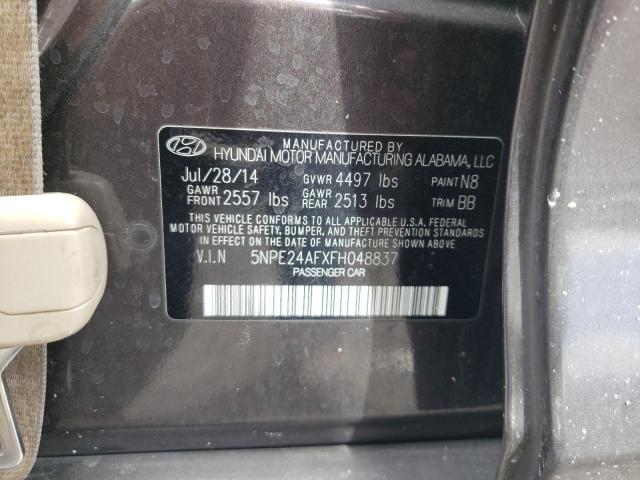 MANUFACTURED BY
HYUNDAI MOTOR MANUFACTURING ALABAMA, LLC
Jul/28/14 GVWR 4497 lbs PAINT N8
GAWR FRONT 2557 lbs GAWR REAR 2513 lbs TRIM BB
THIS VEHICLE CONFORMS TO ALL APPLICABLE U.S.A. FEDERAL
MOTOR VEHICLE SAFETY, BUMPER, AND THEFT PREVENTION STANDARDS
IN EFFECT ON THE DATE OF MANUFACTURE SHOWN ABOVE.
V.I.N 5NPE24AFXFH048837
PASSENGER CAR